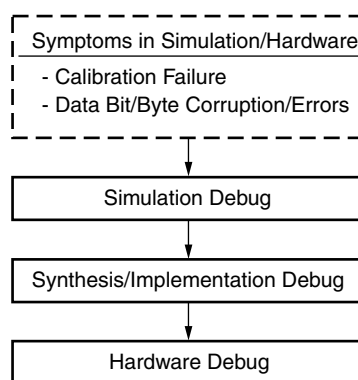 Symptoms in Simulation/Hardware
- Calibration Failure
- Data Bit/Byte Corruption/Errors
Simulation Debug
Synthesis/Implementation Debug
Hardware Debug